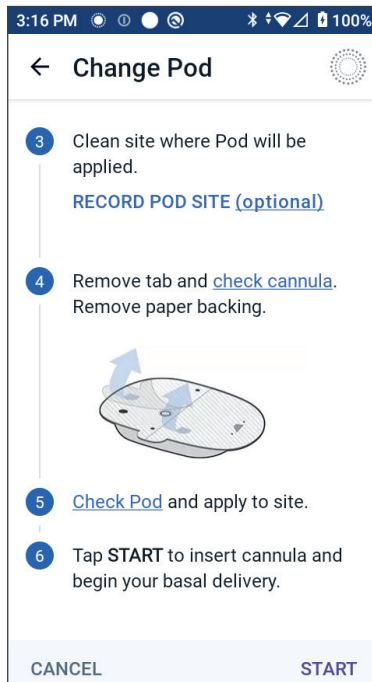 3:16 PM 100%
Change Pod
3 Clean site where Pod will be
applied.
RECORD POD SITE (optional)
4 Remove tab and check cannula.
Remove paper backing.
5 Check Pod and apply to site.
6 Tap START to insert cannula and
begin your basal delivery.
CANCEL START